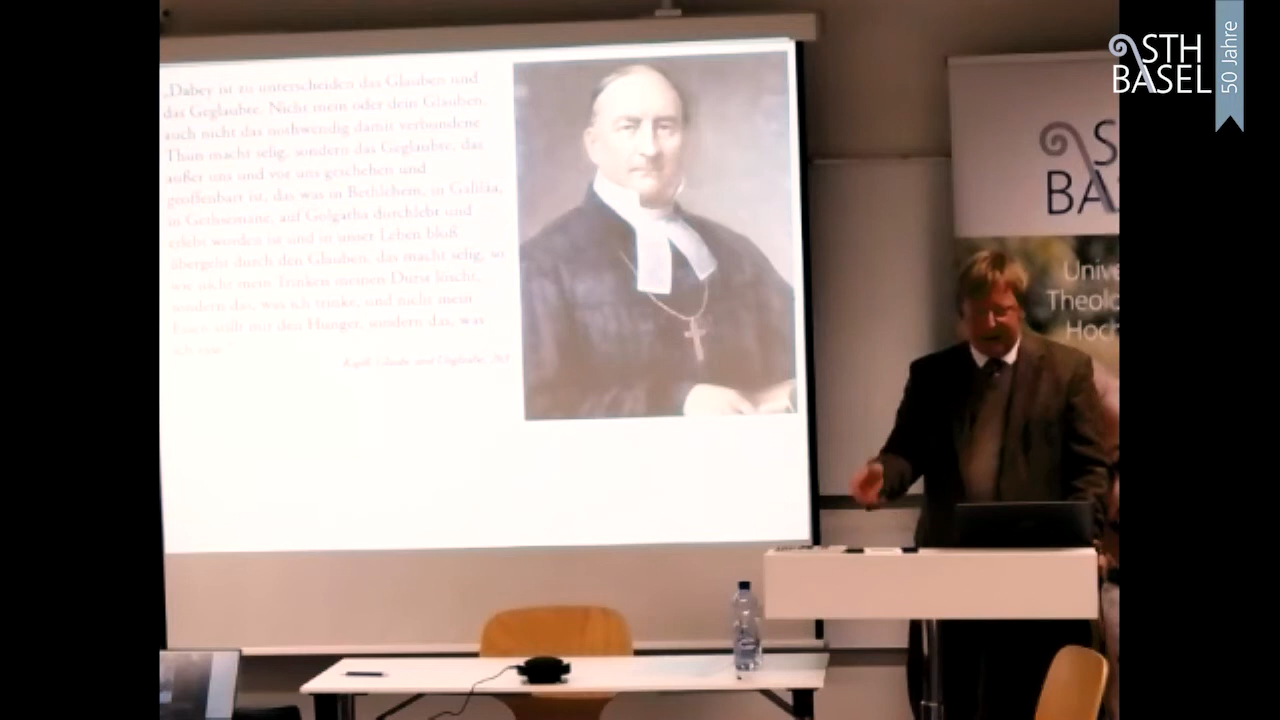 „Dabey ist zu unterscheiden das Glauben und
das Geglaubte. Nicht mein oder dein Glauben,
auch nicht das nothwendig damit verbundene
Thun macht selig, sondern das Geglaubte, das
außer uns und vor uns geschehen und
geoffenbart ist, das was in Bethlehem, in Galiläa,
in Gethsemane, auf Golgatha durchlebt und
erlebt worden ist und in unser Leben bloß
übergeht durch den Glauben, das macht selig, so
wie nicht mein Trinken meinen Durst löscht,
sondern das, was ich trinke, und nicht mein
Essen stillt mir den Hunger, sondern das, was
ich esse.“
STH
BASEL
50 Jahre
S
BA
Unive
Theolo
Hoch